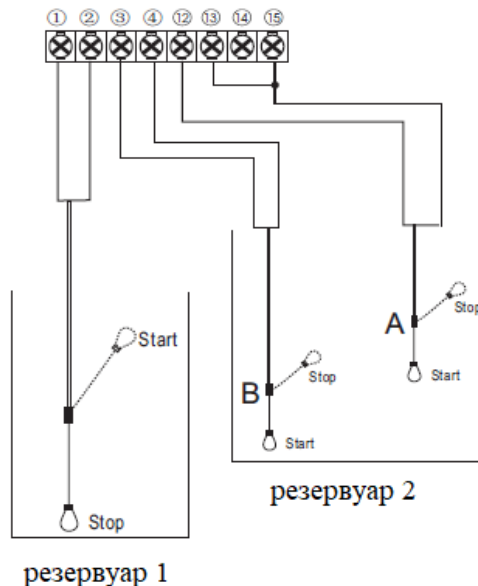 ① ② ③ ④ ⑫ ⑬ ⑭ ⑮
Start
Stop
A
Stop
Start
B
Stop
Start
резервуар 2
резервуар 1